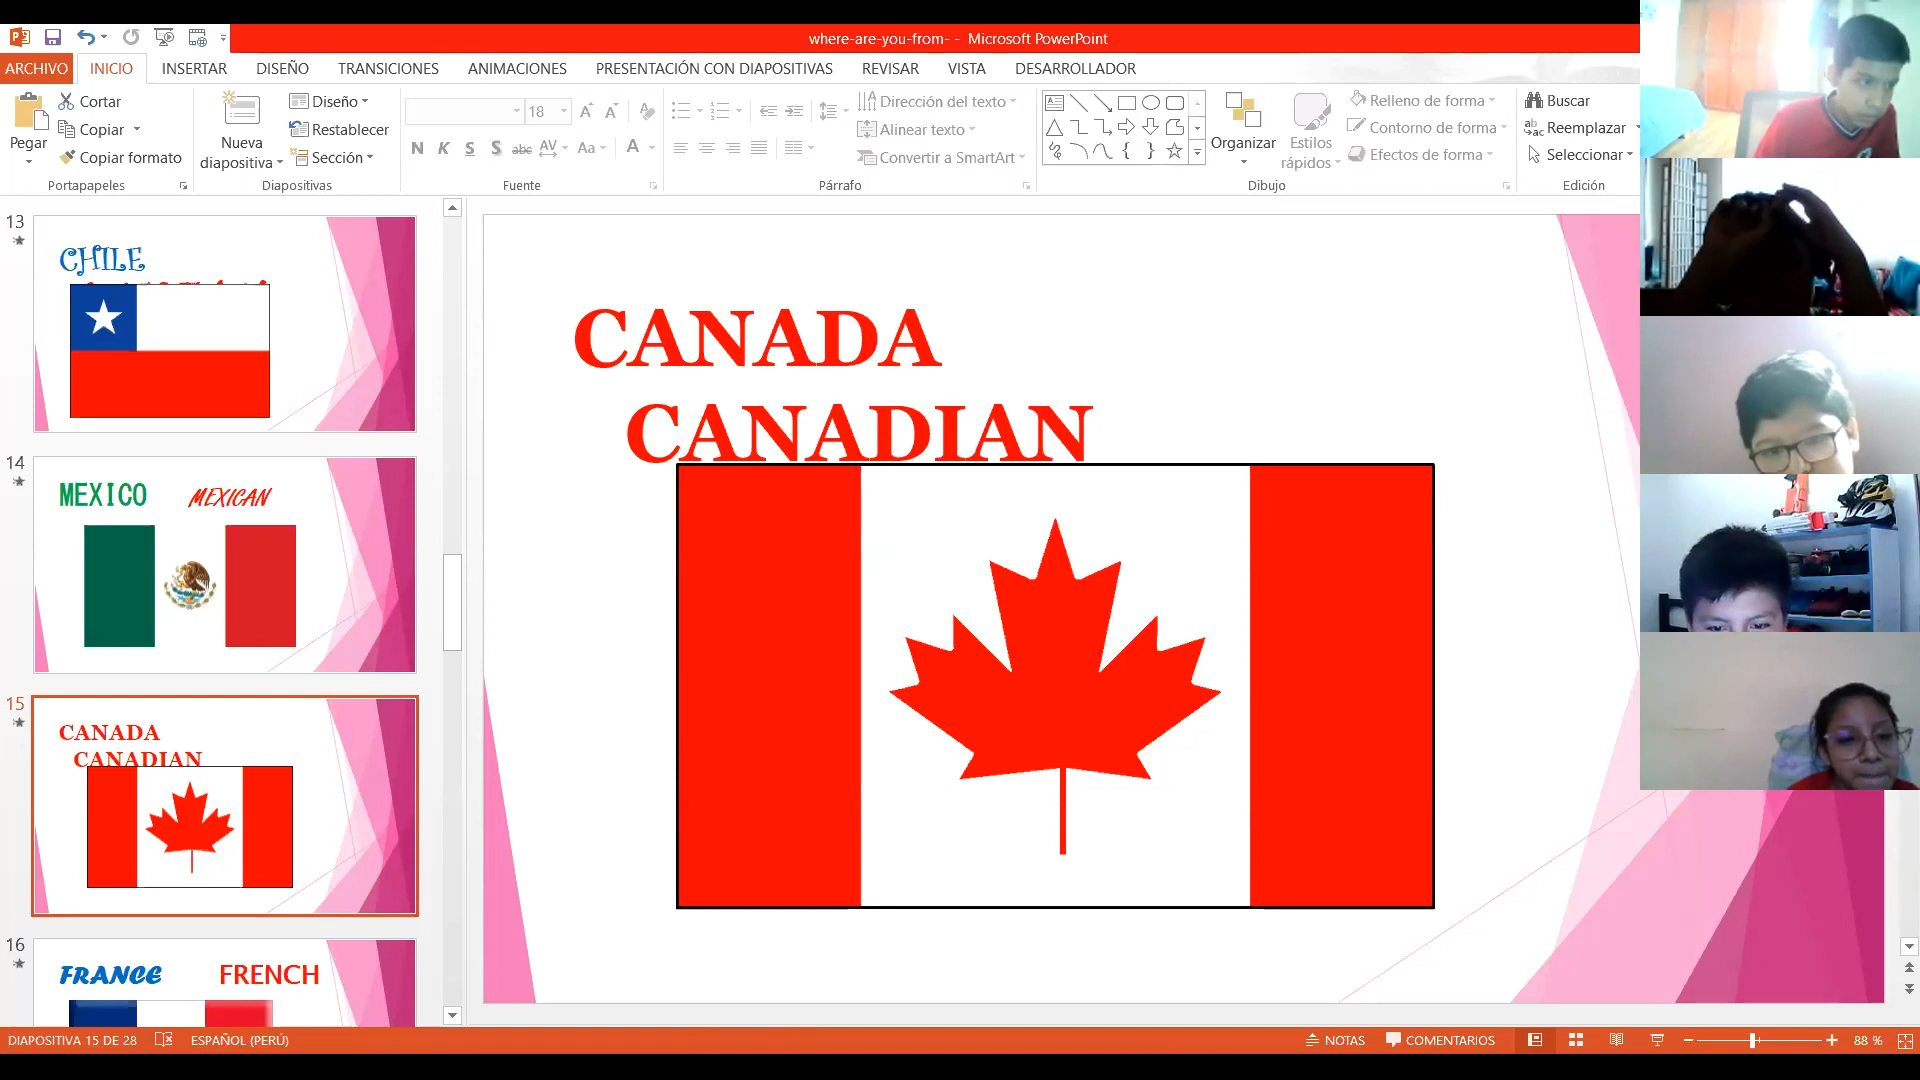 where-are-you-from- - Microsoft PowerPoint
ARCHIVO INICIO INSERTAR DISEÑO TRANSICIONES ANIMACIONES PRESENTACIÓN CON DIAPOSITIVAS REVISAR VISTA DESARROLLADOR
Pegar
Cortar
Copiar
Copiar formato
Portapapeles
Nueva
diapositiva
Diseño
Restablecer
Sección
Diapositivas
18
N K S S abc AV Aa A
Fuente
Dirección del texto
Alinear texto
Convertir a SmartArt
Párrafo
Organizar
Estilos
rápidos
Relleno de forma
Contorno de forma
Efectos de forma
Dibujo
Buscar
Reemplazar
Seleccionar
Edición
13
CHILE
14
MEXICO MEXICAN
15
CANADA
CANADIAN
16
FRANCE FRENCH
CANADA
CANADIAN
DIAPOSITIVA 15 DE 28 ESPAÑOL (PERÚ) NOTAS COMENTARIOS 88 %